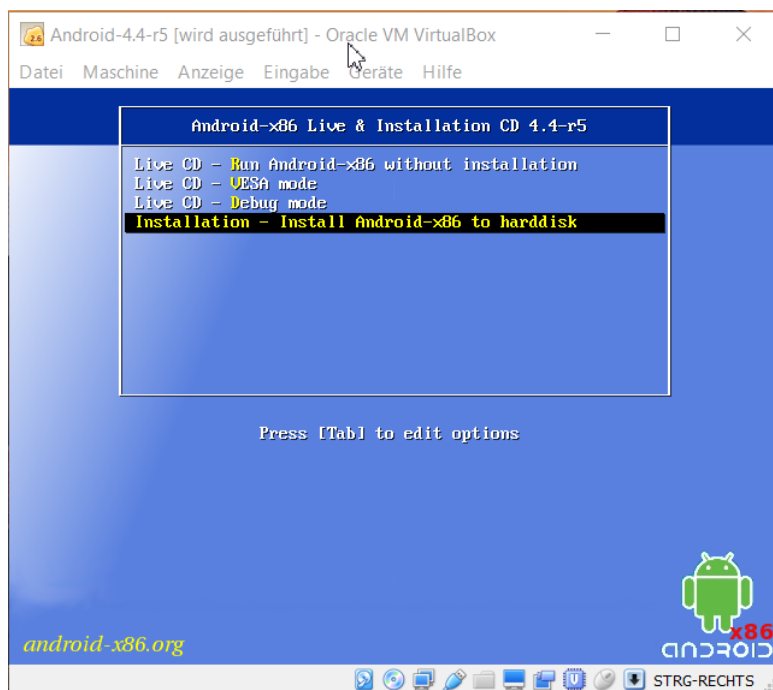 Android-4.4-r5 [wird ausgeführt] - Oracle VM VirtualBox
Datei Maschine Anzeige Eingabe Geräte Hilfe
Android-x86 Live & Installation CD 4.4-r5
Live CD - Run Android-x86 without installation
Live CD - VESA mode
Live CD - Debug mode
Installation - Install Android-x86 to harddisk
Press [Tab] to edit options
x86
android-x86.org
ANDROID
STRG-RECHTS